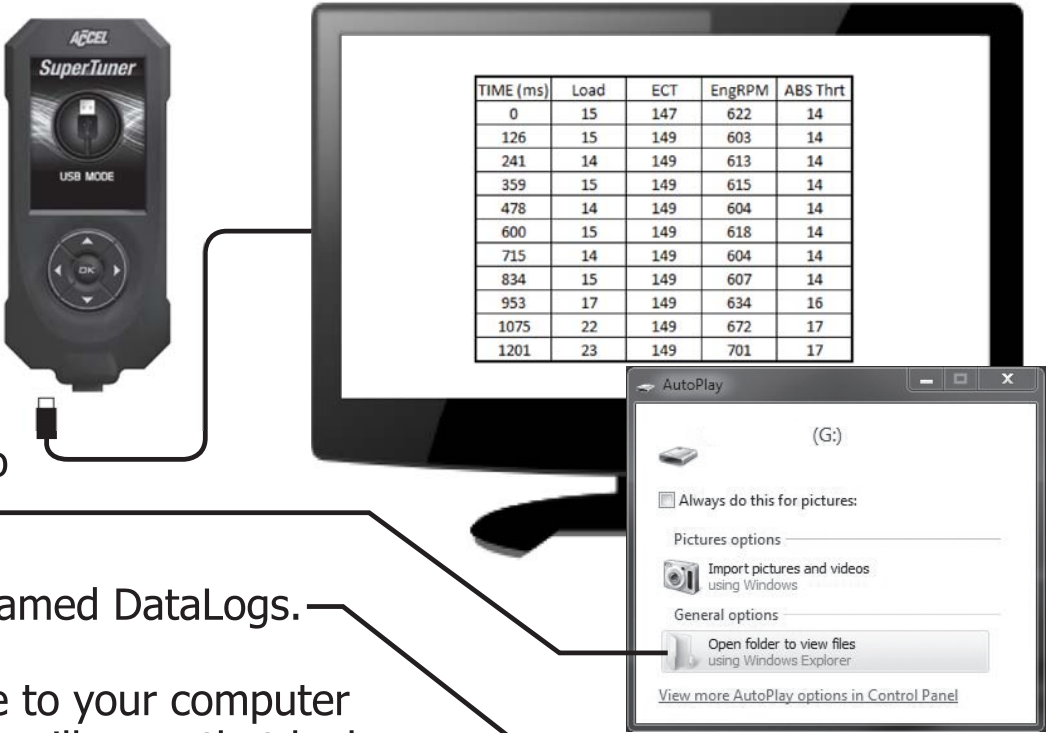 ACCEL
SuperTuner
USB MODE
OK
TIME (ms) Load ECT EngRPM ABS Thrt
0 15 147 622 14
126 15 149 603 14
241 14 149 613 14
359 15 149 615 14
478 14 149 604 14
600 15 149 618 14
715 14 149 604 14
834 15 149 607 14
953 17 149 634 16
1075 22 149 672 17
1201 23 149 701 17
AutoPlay
(G:)
Always do this for pictures:
Pictures options
Import pictures and videos
using Windows
General options
Open folder to view files
using Windows Explorer
View more AutoPlay options in Control Panel
amed DataLogs.
e to your computer